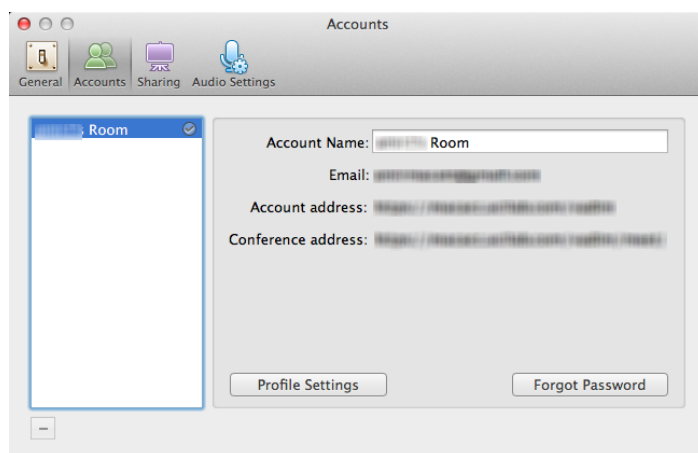 Accounts
General Accounts Sharing Audio Settings
Room
Account Name: Room
Email:
Account address:
Conference address:
Profile Settings Forgot Password